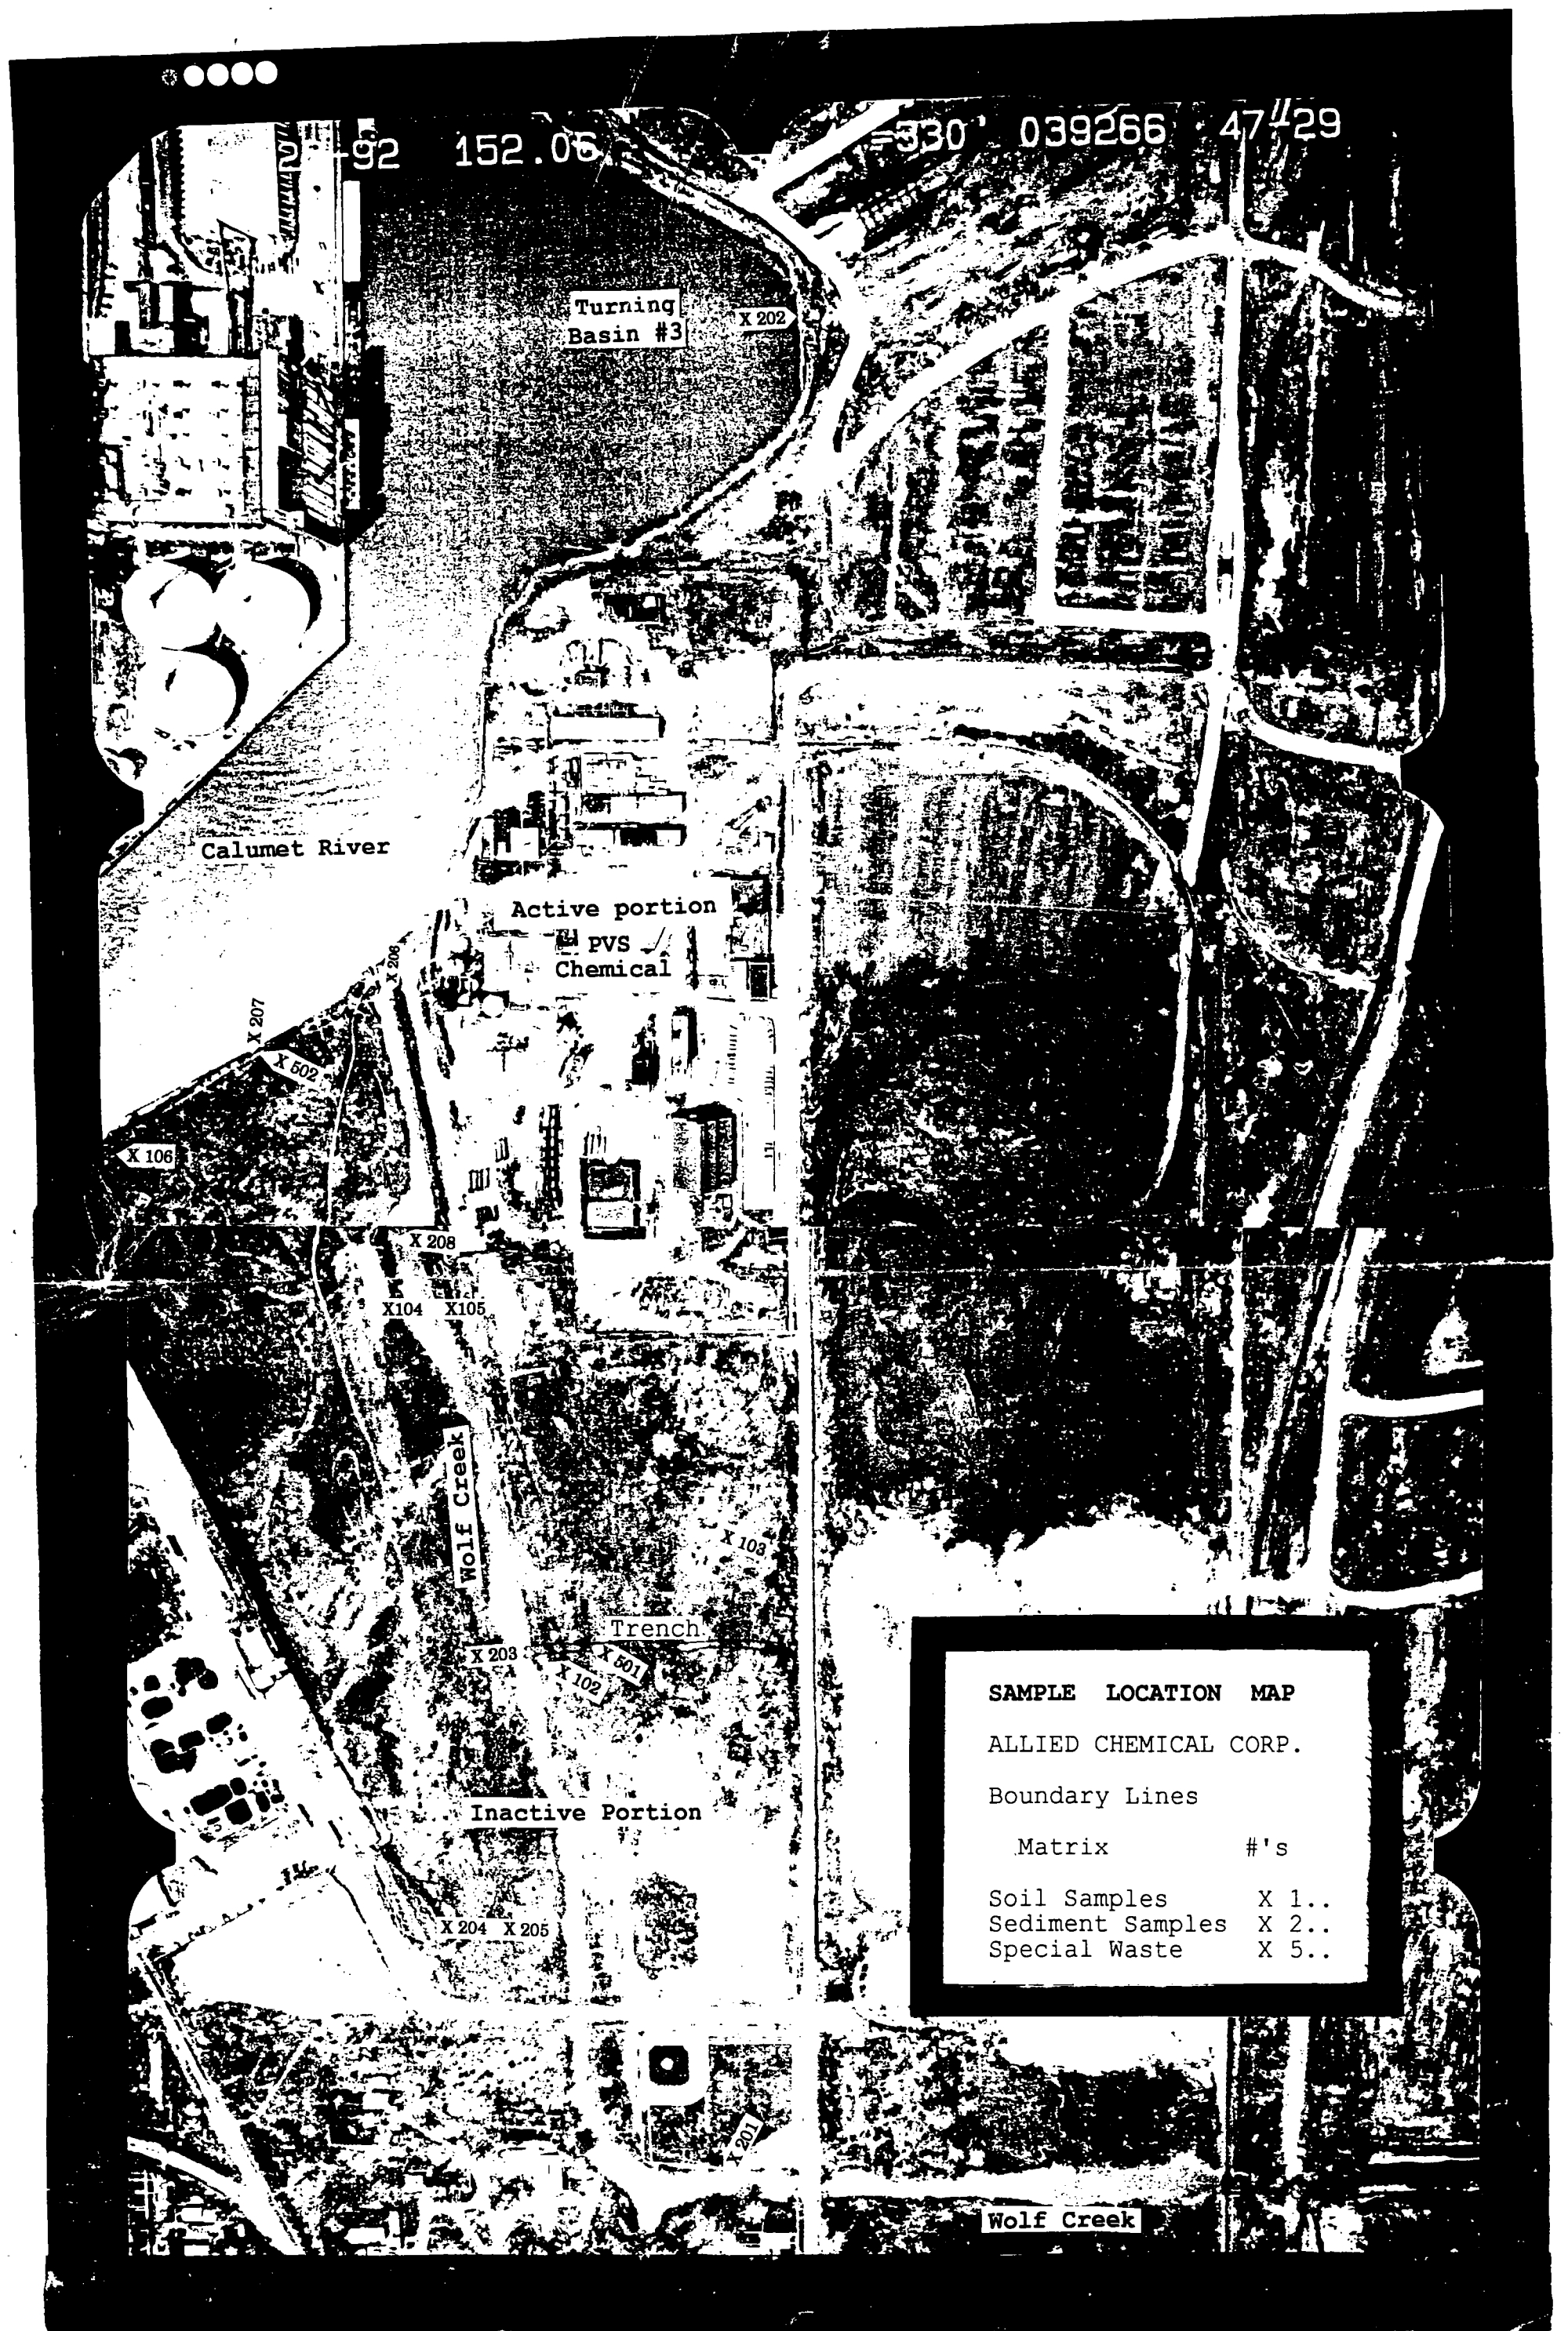 -92 152.06 =330' 039266 47-29
Turning
Basin #3
X 202
Calumet River
Active portion
PVS
Chemical
X 206
X 207
X 502
X 106
X 208
X104 X105
Wolf Creek
X 103
Trench
X 203
X 501
X 102
Inactive Portion
X 204 X 205
X 201
Wolf Creek
SAMPLE LOCATION MAP
ALLIED CHEMICAL CORP.
Boundary Lines
Matrix #'s
Soil Samples X 1..
Sediment Samples X 2..
Special Waste X 5..